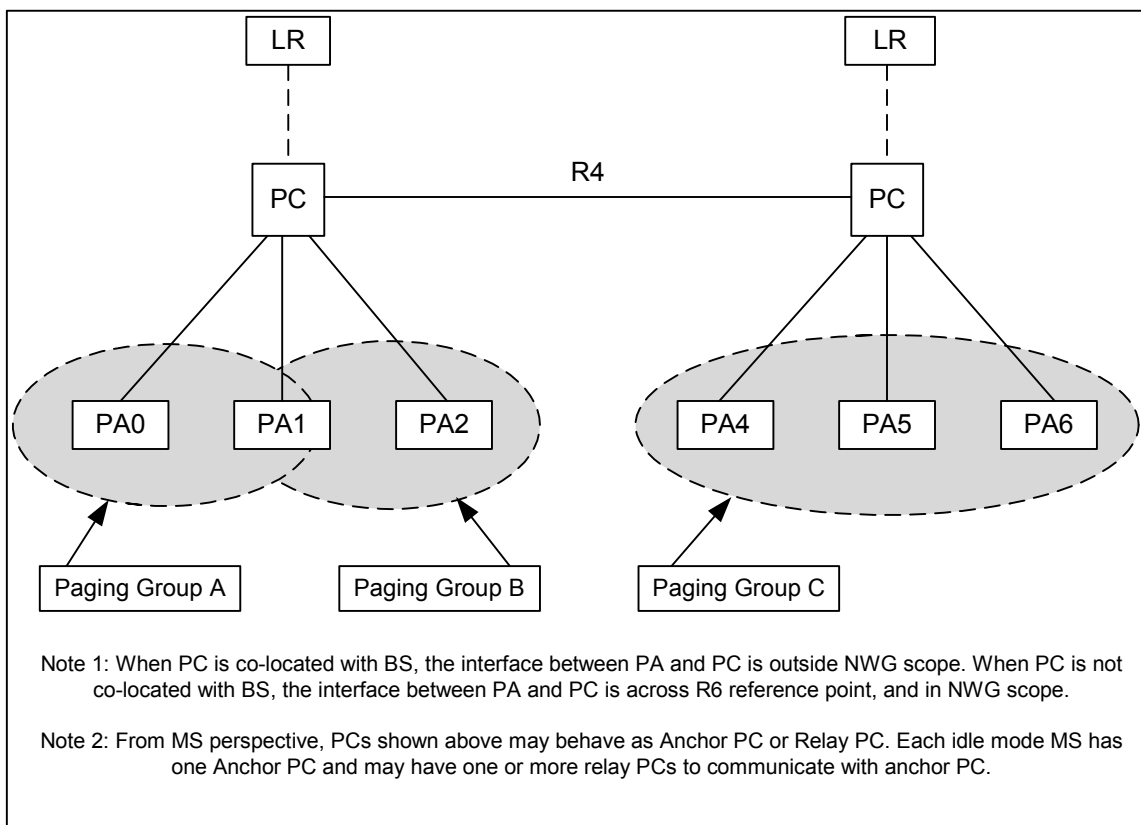 LR
LR
PC
R4
PC
PA0
PA1
PA2
PA4
PA5
PA6
Paging Group A
Paging Group B
Paging Group C
Note 1: When PC is co-located with BS, the interface between PA and PC is outside NWG scope. When PC is not
co-located with BS, the interface between PA and PC is across R6 reference point, and in NWG scope.
Note 2: From MS perspective, PCs shown above may behave as Anchor PC or Relay PC. Each idle mode MS has
one Anchor PC and may have one or more relay PCs to communicate with anchor PC.